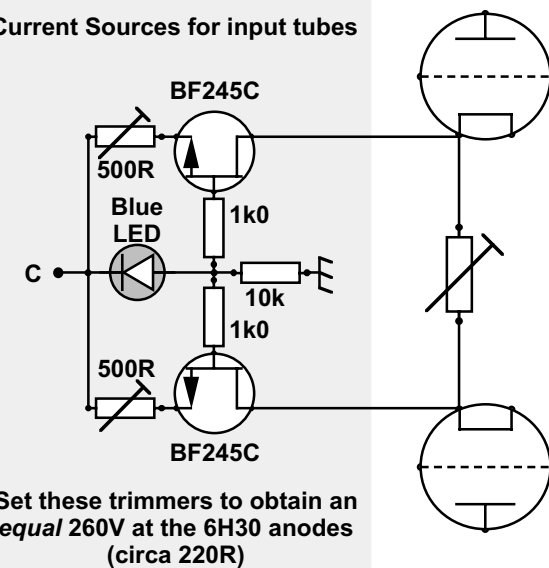 Current Sources for input tubes
BF245C
500R
1k0
Blue
LED
C
10k
1k0
500R
BF245C
Set these trimmers to obtain an
equal 260V at the 6H30 anodes
(circa 220R)